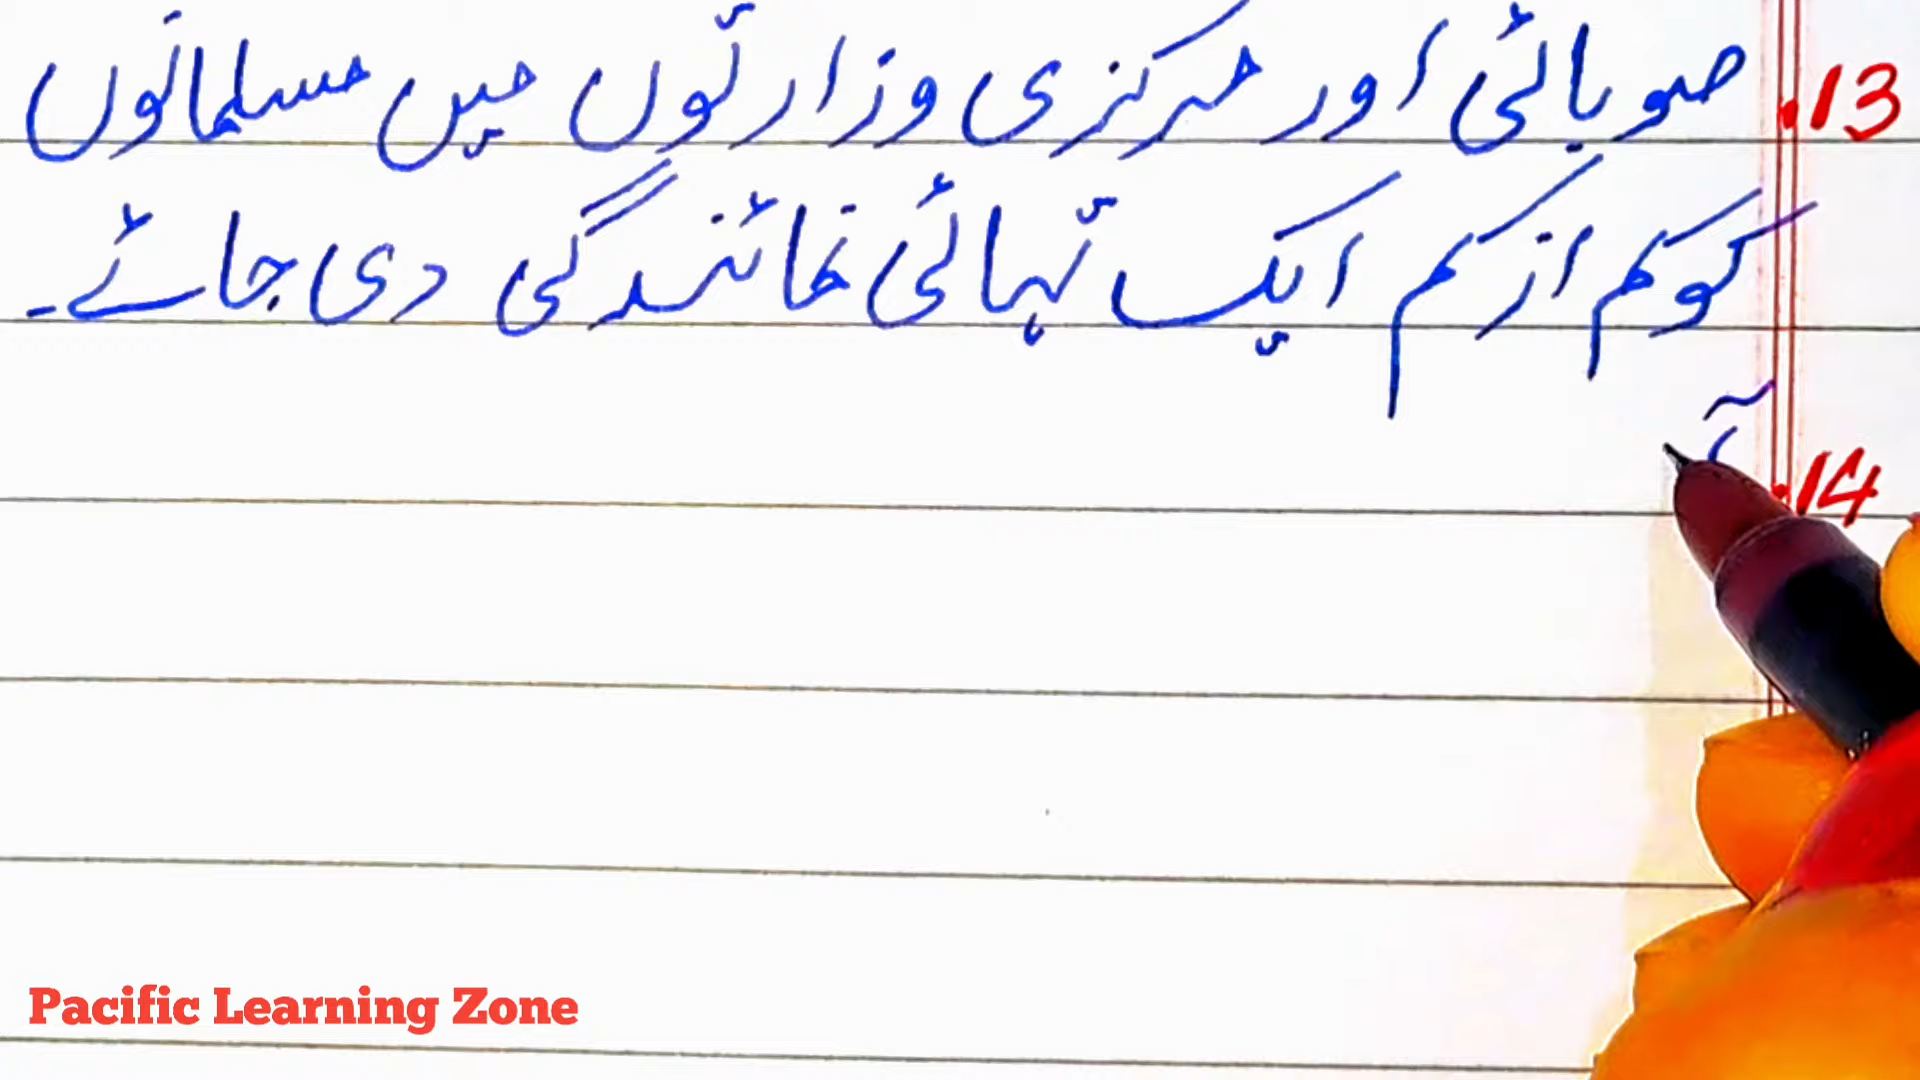 13. صوبائی اور مرکزی وزارتوں میں مسلمانوں
کو کم از کم ایک تہائی نمائندگی دی جائے۔
14. آ
Pacific Learning Zone